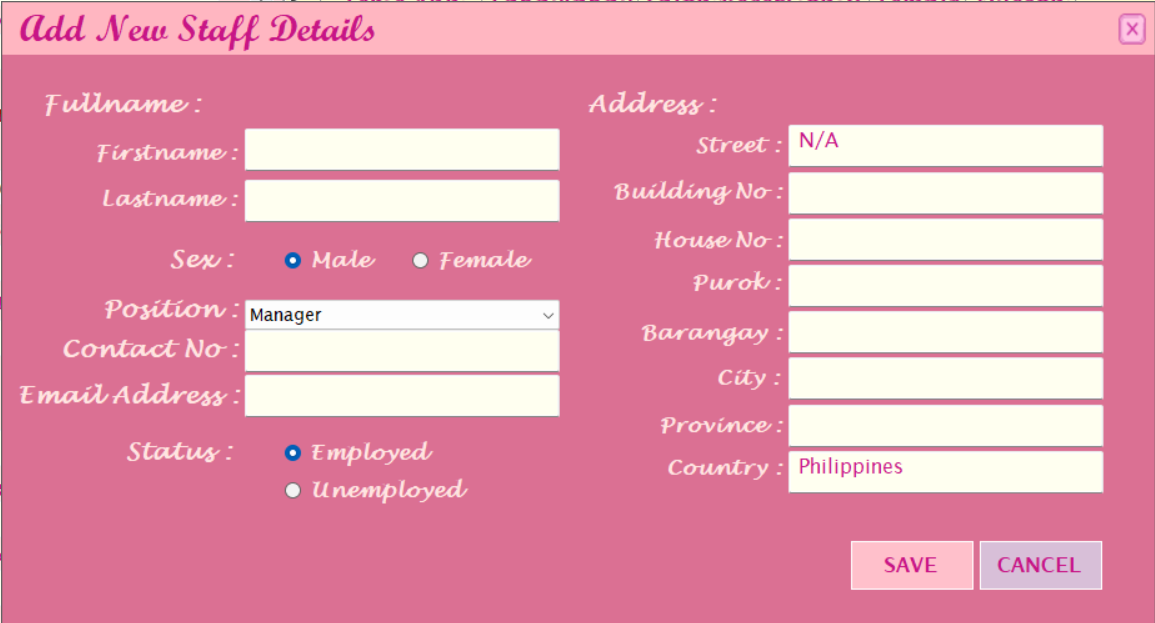 Add New Staff Details
X
Fullname :
Firstname :
Lastname :
Sex :
Male
Female
Position :
Manager
Contact No :
Email Address :
Status :
Employed
Unemployed
Address :
Street :
N/A
Building No :
House No :
Purok :
Barangay :
City :
Province :
Country :
Philippines
SAVE
CANCEL